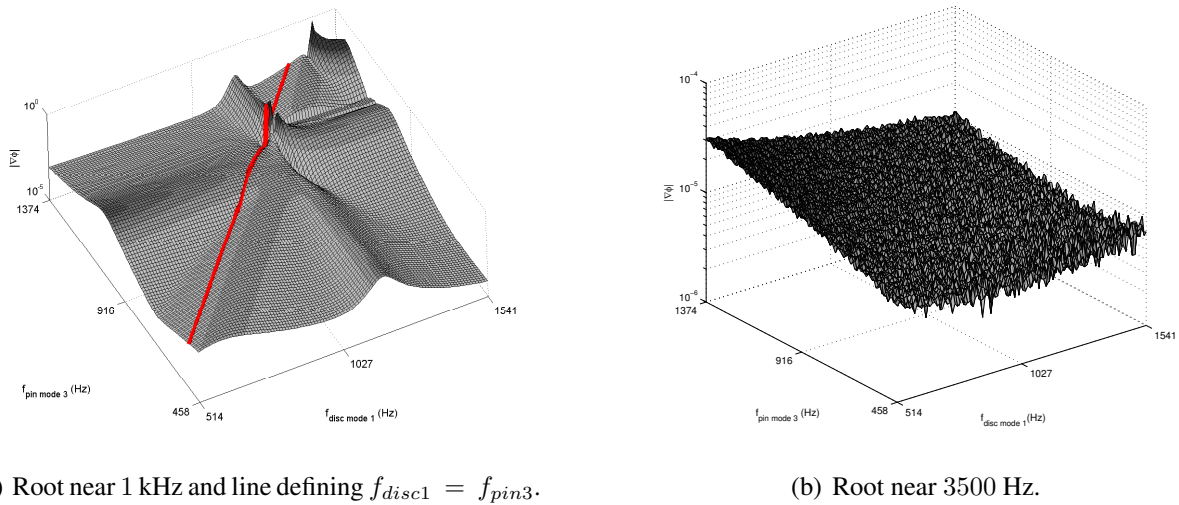 10^0
|∇ϕ|
10^-5
1374
916
458
514
1027
1541
f_pin mode 3 (Hz)
f_disc mode 1 (Hz)
10^-4
10^-5
10^-6
|∇ϕ|
1374
916
458
514
1027
1541
f_pin mode 3 (Hz)
f_disc mode 1(Hz)
) Root near 1 kHz and line defining f_disc1 = f_pin3.
(b) Root near 3500 Hz.